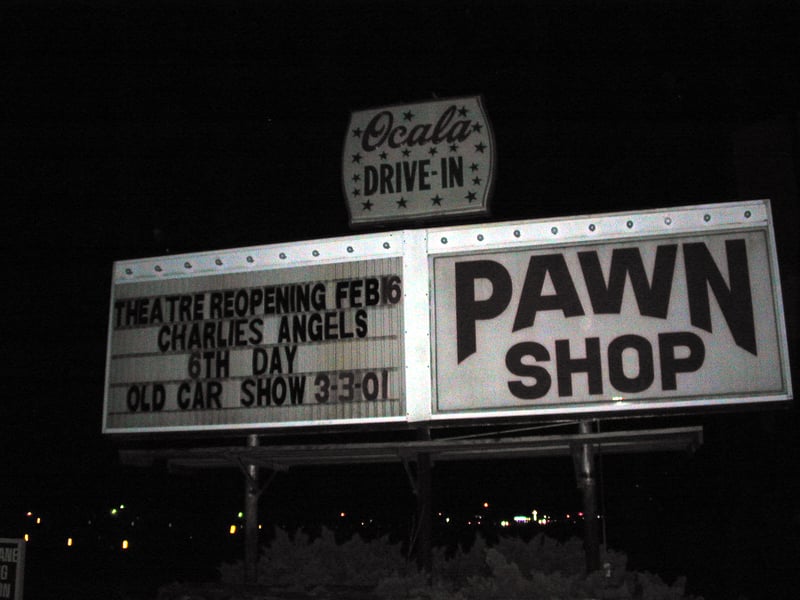 Ocala
DRIVE-IN
THEATRE REOPENING FEB 16
CHARLIES ANGELS
6TH DAY
OLD CAR SHOW 3-3-01
PAWN
SHOP